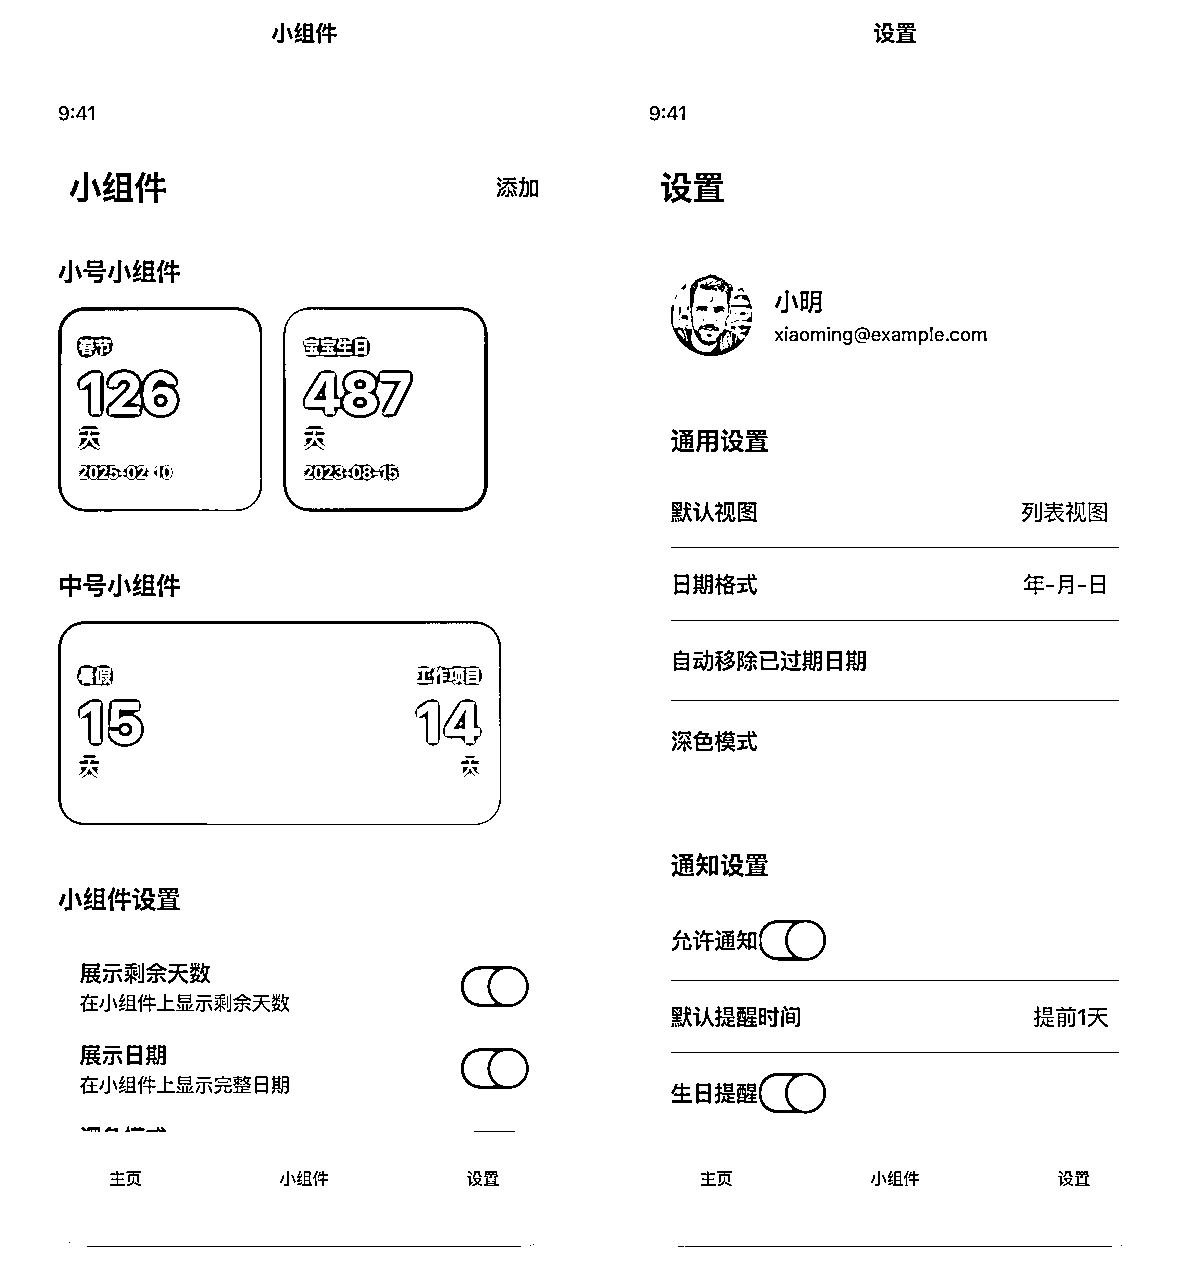 小组件
9:41
小组件
添加
小号小组件
春节
126
天
2025-02-10
宝宝生日
487
天
2023-08-15
中号小组件
暑假
15
天
工作项目
14
天
小组件设置
展示剩余天数
在小组件上显示剩余天数
展示日期
在小组件上显示完整日期
主页
小组件
设置
设置
9:41
设置
小明
xiaoming@example.com
通用设置
默认视图
列表视图
日期格式
年-月-日
自动移除已过期日期
深色模式
通知设置
允许通知
默认提醒时间
提前1天
生日提醒
主页
小组件
设置